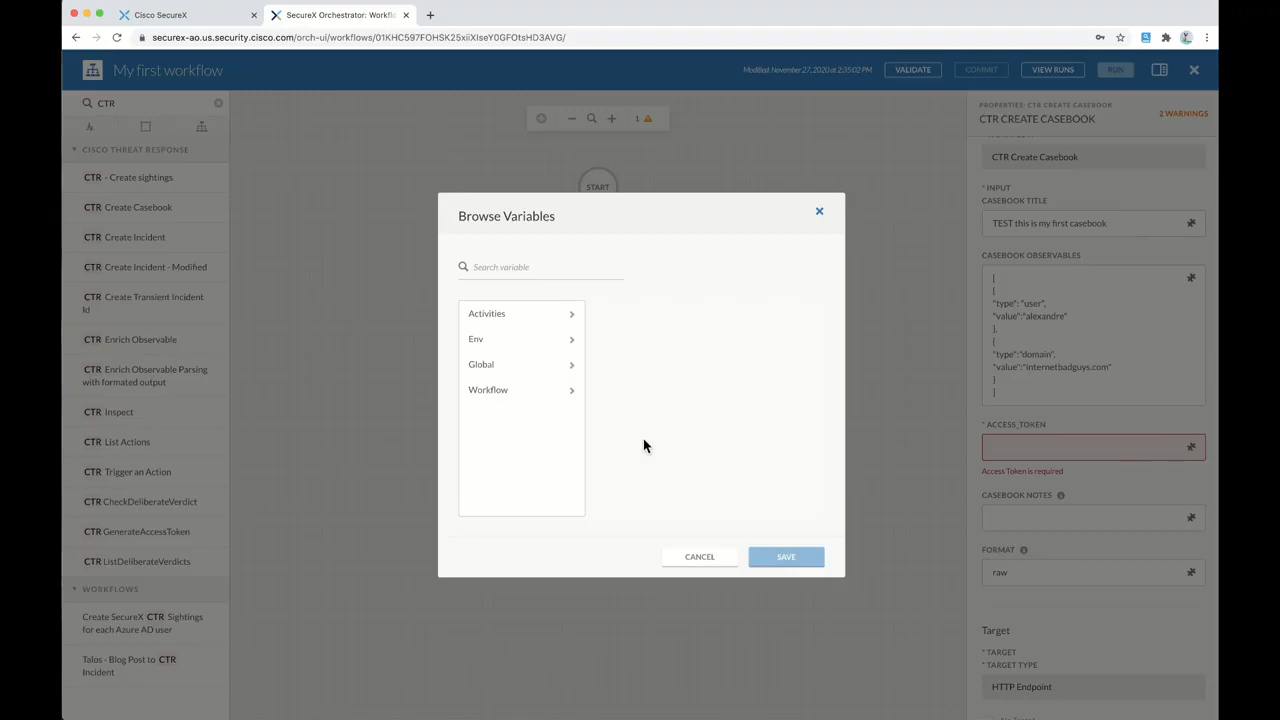 Cisco SecureX
SecureX Orchestrator: Workflo
securex-ao.us.security.cisco.com/orch-ui/workflows/01KHC597FOHSK25xiiXIseY0GFOtsHD3AVG/
My first workflow
Modified: November 27, 2020 at 2:35:02 PM
VALIDATE
COMMIT
VIEW RUNS
RUN
CTR
CISCO THREAT RESPONSE
CTR - Create sightings
CTR Create Casebook
CTR Create Incident
CTR Create Incident - Modified
CTR Create Transient Incident
Id
CTR Enrich Observable
CTR Enrich Observable Parsing
with formated output
CTR Inspect
CTR List Actions
CTR Trigger an Action
CTR CheckDeliberateVerdict
CTR GenerateAccessToken
CTR ListDeliberateVerdicts
WORKFLOWS
Create SecureX CTR Sightings
for each Azure AD user
Talos - Blog Post to CTR
Incident
1
START
Browse Variables
Search variable
Activities
Env
Global
Workflow
CANCEL
SAVE
PROPERTIES: CTR CREATE CASEBOOK
CTR CREATE CASEBOOK
2 WARNINGS
CTR Create Casebook
* INPUT
CASEBOOK TITLE
TEST this is my first casebook
CASEBOOK OBSERVABLES
[
{
"type": "user",
"value":"alexandre"
},
{
"type":"domain",
"value":"internetbadguys.com"
}
]
* ACCESS_TOKEN
Access Token is required
CASEBOOK NOTES
FORMAT
raw
Target
* TARGET
* TARGET TYPE
HTTP Endpoint